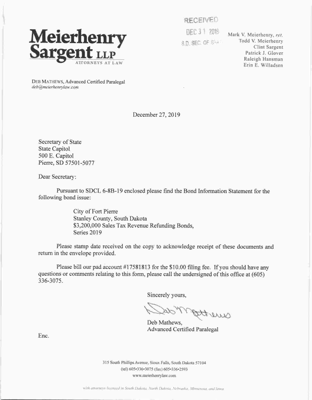 Meierhenry
Sargent LLP
ATTORNEYS AT LAW
DEB MATHEWS, Advanced Certified Paralegal
deb@meierhenrylaw.com
RECEIVED
DEC 31 2019
Mark V. Meierhenry, ret.
Todd V. Meierhenry
Clint Sargent
Patrick J. Glover
Raleigh Hansman
Erin E. Willadsen
December 27, 2019
Secretary of State
State Capitol
500 E. Capitol
Pierre, SD 57501-5077
Dear Secretary:
Pursuant to SDCL 6-8B-19 enclosed please find the Bond Information Statement for the
following bond issue:
City of Fort Pierre
Stanley County, South Dakota
$3,200,000 Sales Tax Revenue Refunding Bonds,
Series 2019
Please stamp date received on the copy to acknowledge receipt of these documents and
return in the envelope provided.
Please bill our pad account #17581813 for the $10.00 filing fee. If you should have any
questions or comments relating to this form, please call the undersigned of this office at (605)
336-3075.
Sincerely yours,
Deb Mathews
Deb Mathews,
Advanced Certified Paralegal
Enc.
315 South Phillips Avenue, Sioux Falls, South Dakota 57104
(tel) 605•336-3075 (fax) 605•336-2593
www.meierhenrylaw.com